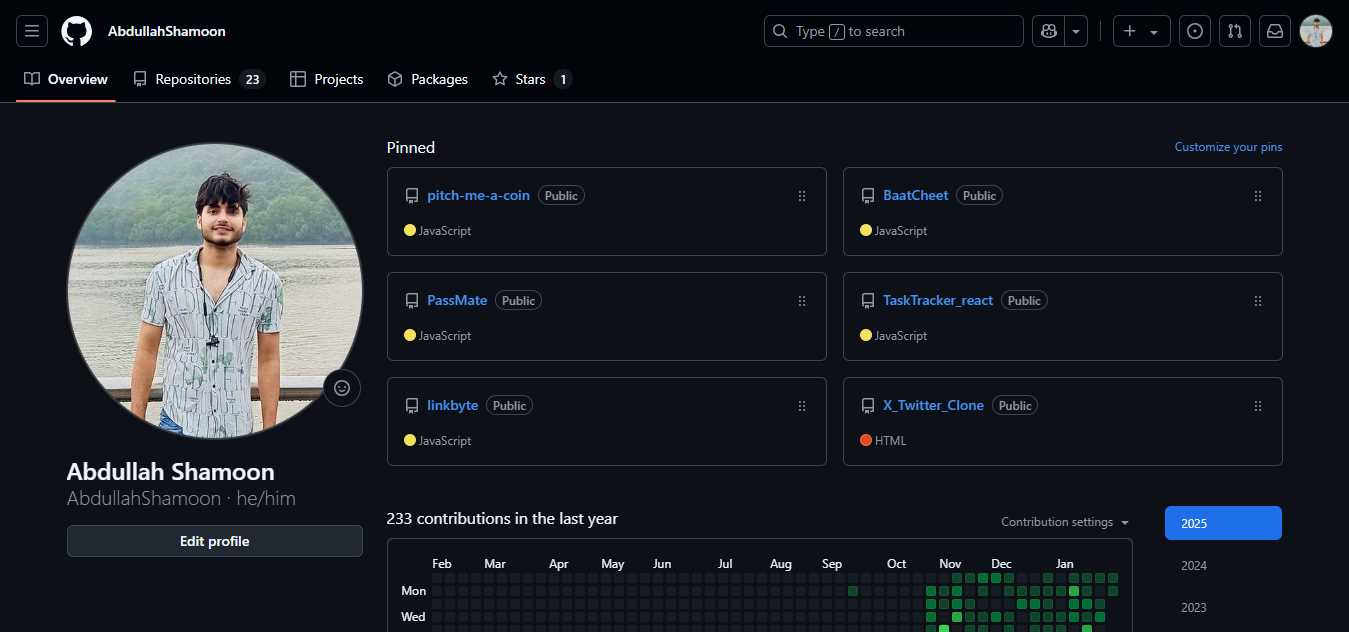 AbdullahShamoon
Type / to search
Overview
Repositories 23
Projects
Packages
Stars 1
Abdullah Shamoon
AbdullahShamoon · he/him
Edit profile
Pinned
Customize your pins
pitch-me-a-coin Public
JavaScript
BaatCheet Public
JavaScript
PassMate Public
JavaScript
TaskTracker_react Public
JavaScript
linkbyte Public
JavaScript
X_Twitter_Clone Public
HTML
233 contributions in the last year
Contribution settings
Feb Mar Apr May Jun Jul Aug Sep Oct Nov Dec Jan
Mon
Wed
2025
2024
2023